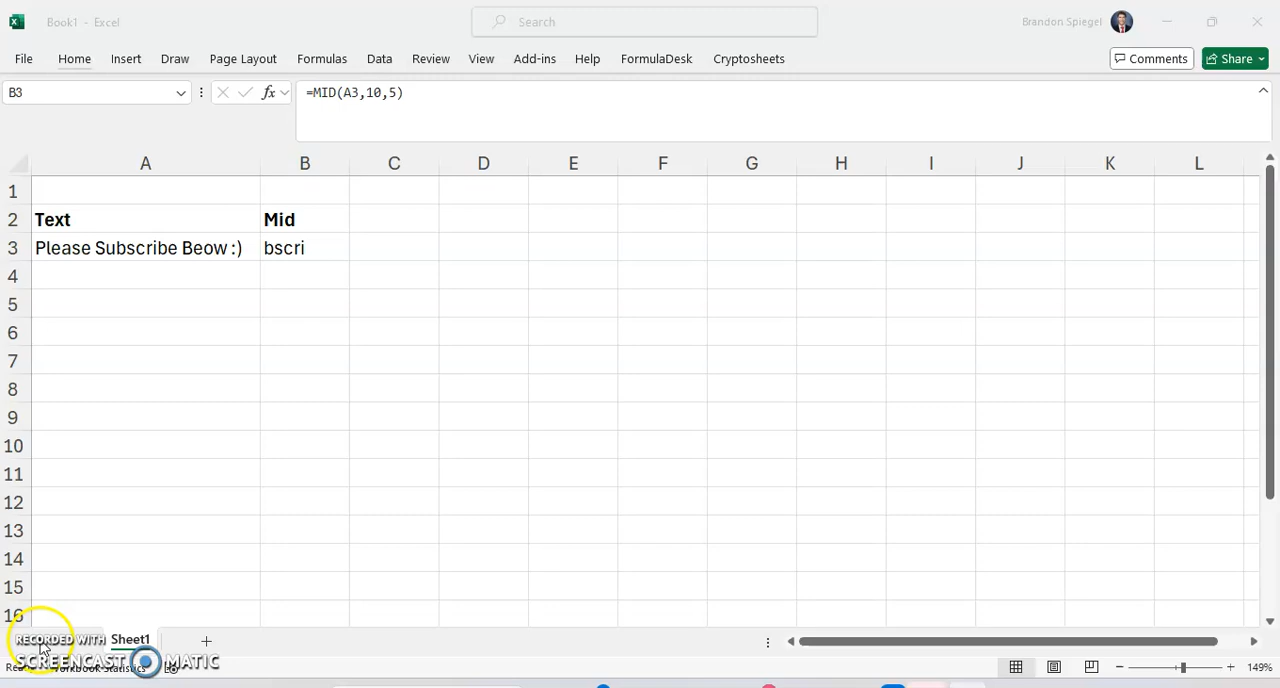 Book1 - Excel
Search
Brandon Spiegel
File Home Insert Draw Page Layout Formulas Data Review View Add-ins Help FormulaDesk Cryptosheets Comments Share
B3 fx =MID(A3,10,5)
A B C D E F G H I J K L
1
2 Text Mid
3 Please Subscribe Beow :) bscri
4
5
6
7
8
9
10
11
12
13
14
15
16
RECORDED WITH Sheet1
SCREENCAST MATIC
Workbook Statistics 149%